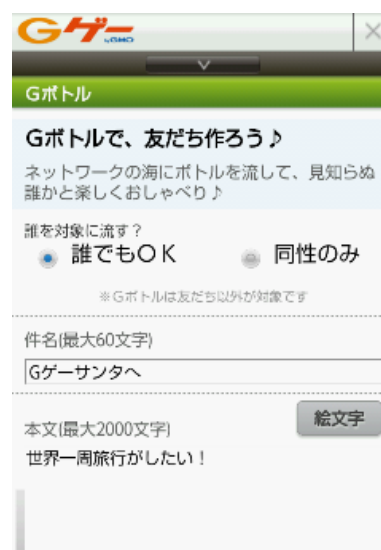 Gゲー
by GMO
Gボトル
Gボトルで、友だち作ろう♪
ネットワークの海にボトルを流して、見知らぬ
誰かと楽しくおしゃべり♪
誰を対象に流す?
誰でもOK 同性のみ
※Gボトルは友だち以外が対象です
件名(最大60文字)
Gゲーサンタへ
絵文字
本文(最大2000文字)
世界一周旅行がしたい!